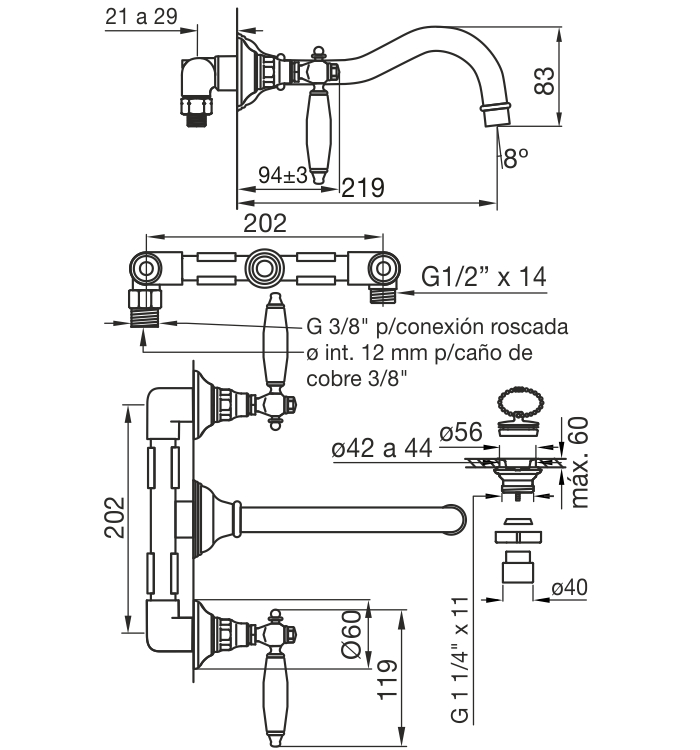 21 a 29
83
8º
94±3
219
202
G1/2” x 14
G 3/8" p/conexión roscada
ø int. 12 mm p/caño de
cobre 3/8"
ø56
ø42 a 44
máx. 60
202
ø40
G 1 1/4" x 11
Ø60
119